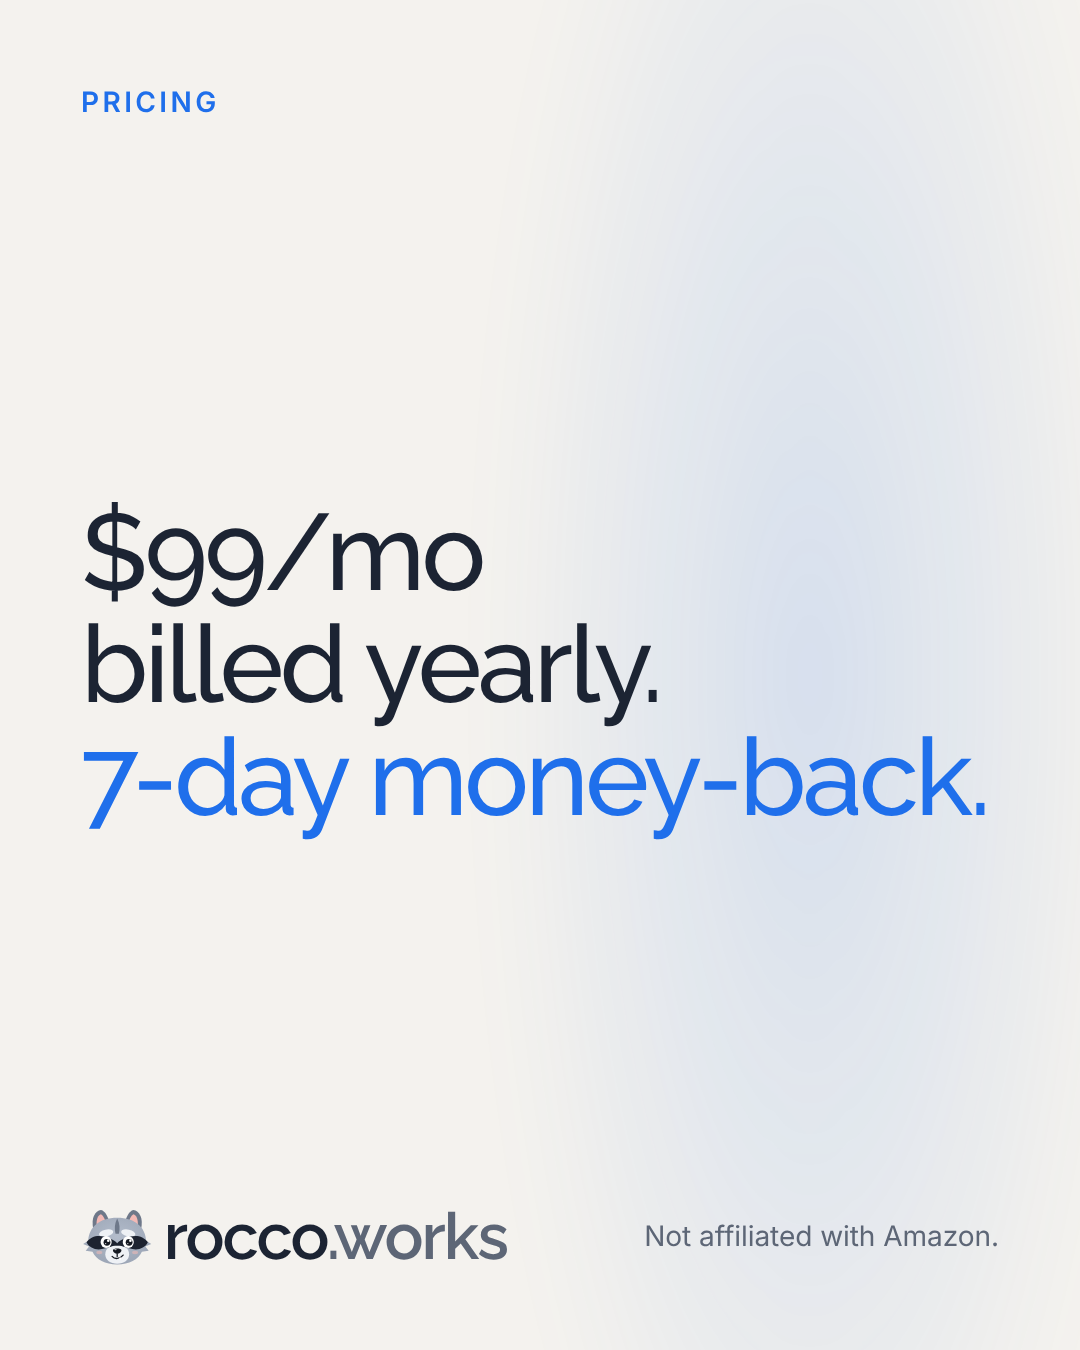 PRICING
$99/mo
billed yearly.
7-day money-back.
rocco.works
Not affiliated with Amazon.